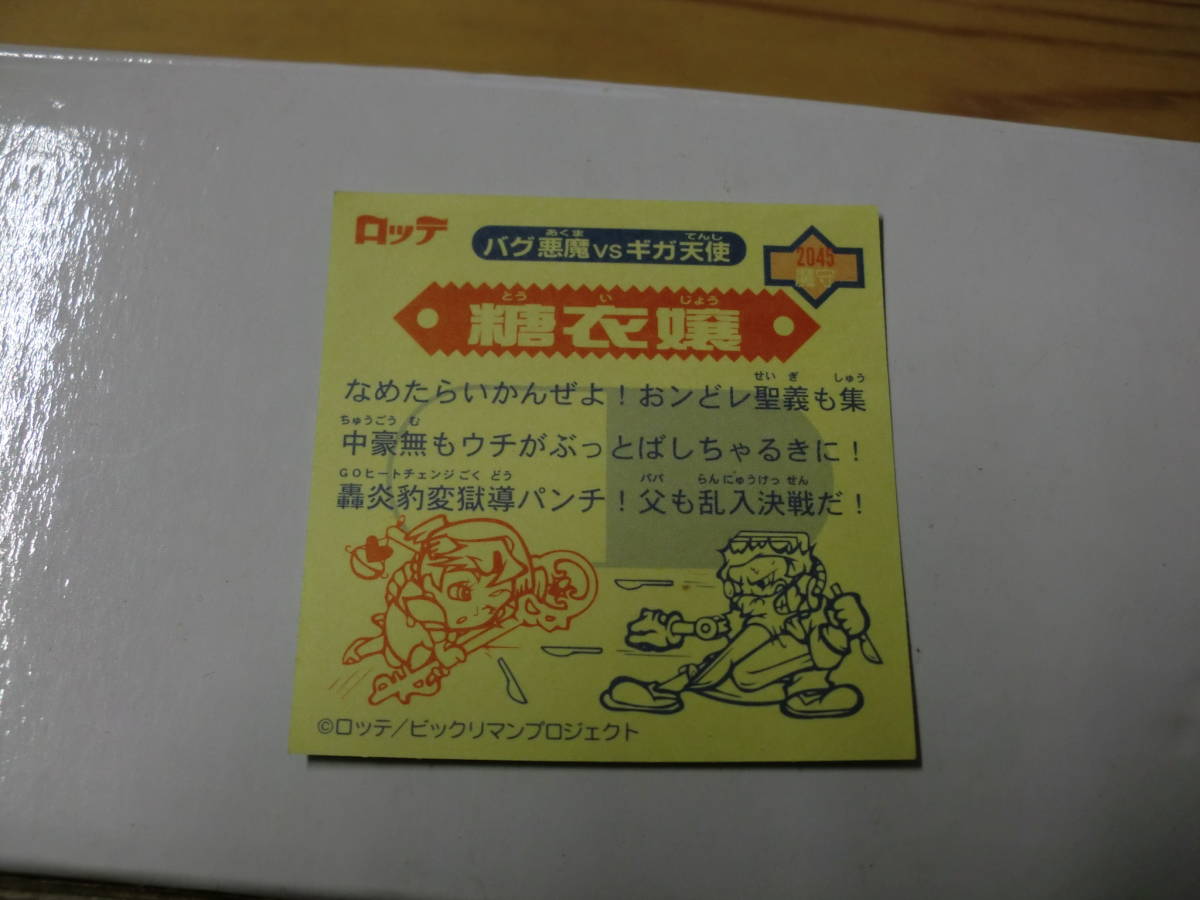 ロッテ
あくま てんし
バグ悪魔vsギガ天使
2045
魔守
とう い じょう
糖衣嬢
せい ぎ しゅう
なめたらいかんぜよ！おンどレ聖義も集
ちゅうごう む
中豪無もウチがぶっとばしちゃるきに！
GOヒートチェンジ ごく どう パパ らんにゅうけっ せん
轟炎豹変獄導パンチ！父も乱入決戦だ！
©ロッテ/ビックリマンプロジェクト